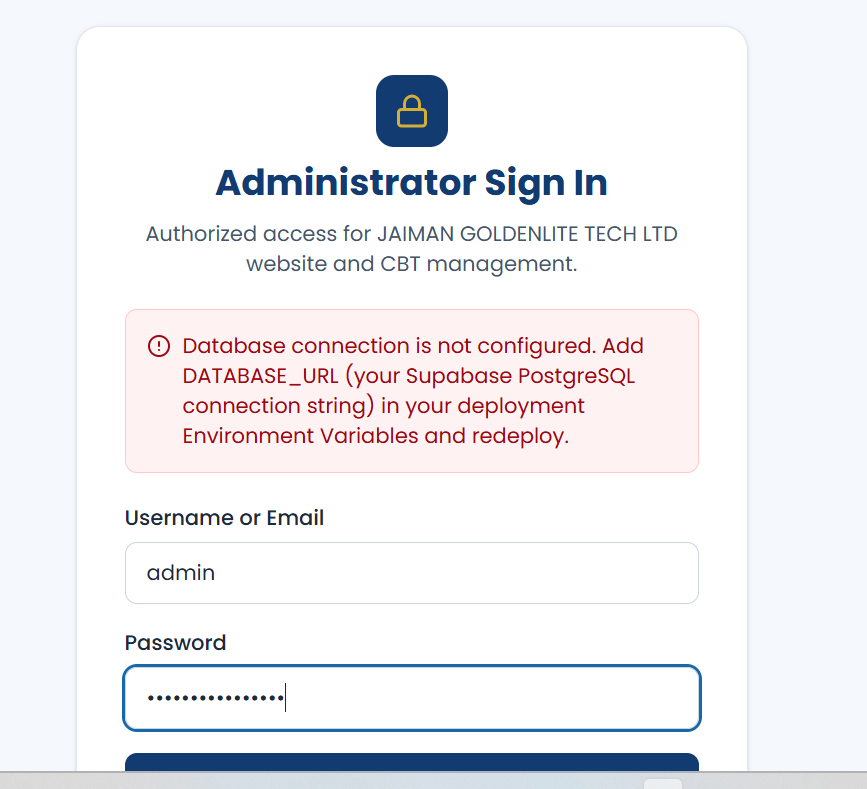 Administrator Sign In
Authorized access for JAIMAN GOLDENLITE TECH LTD
website and CBT management.
Database connection is not configured. Add
DATABASE_URL (your Supabase PostgreSQL
connection string) in your deployment
Environment Variables and redeploy.
Username or Email
admin
Password
••••••••••••••••